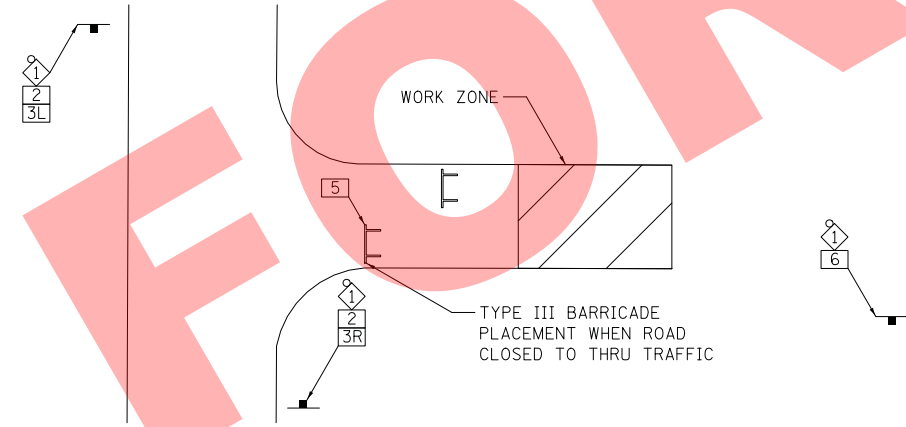 FOR
1
2
3L
WORK ZONE
5
1
2
3R
TYPE III BARRICADE
PLACEMENT WHEN ROAD
CLOSED TO THRU TRAFFIC
1
6